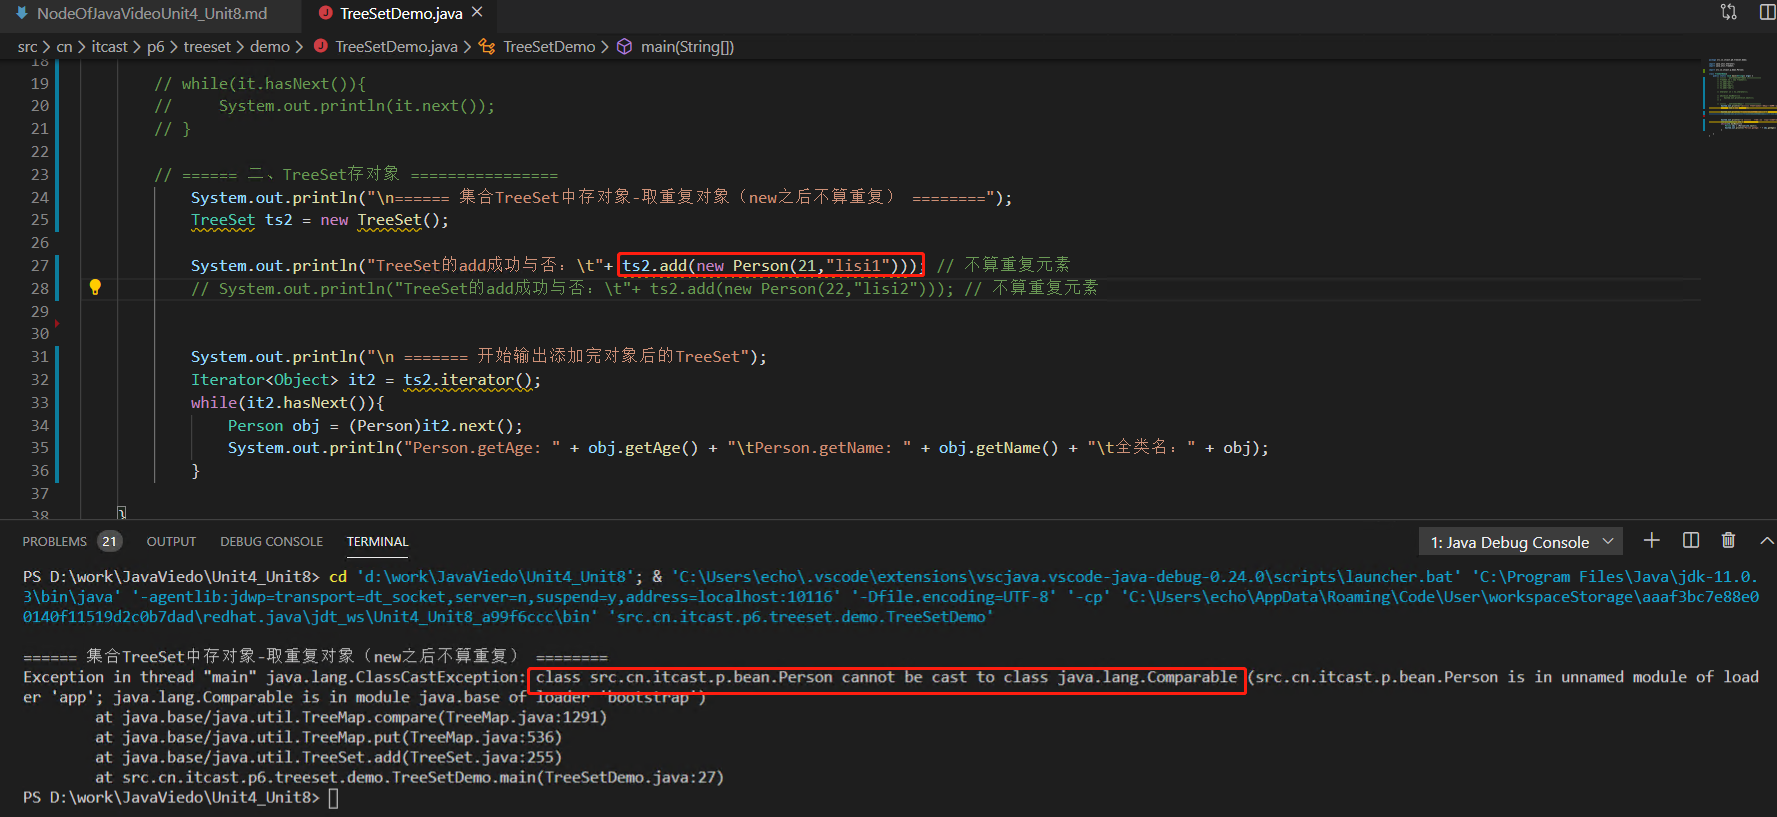 NodeOfJavaVideoUnit4_Unit8.md
TreeSetDemo.java
src > cn > itcast > p6 > treeset > demo > TreeSetDemo.java > TreeSetDemo > main(String[])
18
19 // while(it.hasNext()){
20 //     System.out.println(it.next());
21 // }
22
23 // ====== 二、TreeSet存对象 ================
24 System.out.println("\n====== 集合TreeSet中存对象-取重复对象（new之后不算重复） ========");
25 TreeSet ts2 = new TreeSet();
26
27 System.out.println("TreeSet的add成功与否：\t"+ ts2.add(new Person(21,"lisi1"))); // 不算重复元素
28 // System.out.println("TreeSet的add成功与否：\t"+ ts2.add(new Person(22,"lisi2"))); // 不算重复元素
29
30
31 System.out.println("\n ======= 开始输出添加完对象后的TreeSet");
32 Iterator<Object> it2 = ts2.iterator();
33 while(it2.hasNext()){
34     Person obj = (Person)it2.next();
35     System.out.println("Person.getAge: " + obj.getAge() + "\tPerson.getName: " + obj.getName() + "\t全类名：" + obj);
36 }
37
38 }
PROBLEMS 21 OUTPUT DEBUG CONSOLE TERMINAL 1: Java Debug Console
PS D:\work\JavaViedo\Unit4_Unit8> cd 'd:\work\JavaViedo\Unit4_Unit8'; & 'C:\Users\echo\.vscode\extensions\vscjava.vscode-java-debug-0.24.0\scripts\launcher.bat' 'C:\Program Files\Java\jdk-11.0.
3\bin\java' '-agentlib:jdwp=transport=dt_socket,server=n,suspend=y,address=localhost:10116' '-Dfile.encoding=UTF-8' '-cp' 'C:\Users\echo\AppData\Roaming\Code\User\workspaceStorage\aaaf3bc7e88e0
0140f11519d2c0b7dad\redhat.java\jdt_ws\Unit4_Unit8_a99f6ccc\bin' 'src.cn.itcast.p6.treeset.demo.TreeSetDemo'
====== 集合TreeSet中存对象-取重复对象（new之后不算重复） ========
Exception in thread "main" java.lang.ClassCastException: class src.cn.itcast.p.bean.Person cannot be cast to class java.lang.Comparable (src.cn.itcast.p.bean.Person is in unnamed module of load
er 'app'; java.lang.Comparable is in module java.base of loader 'bootstrap')
at java.base/java.util.TreeMap.compare(TreeMap.java:1291)
at java.base/java.util.TreeMap.put(TreeMap.java:536)
at java.base/java.util.TreeSet.add(TreeSet.java:255)
at src.cn.itcast.p6.treeset.demo.TreeSetDemo.main(TreeSetDemo.java:27)
PS D:\work\JavaViedo\Unit4_Unit8>